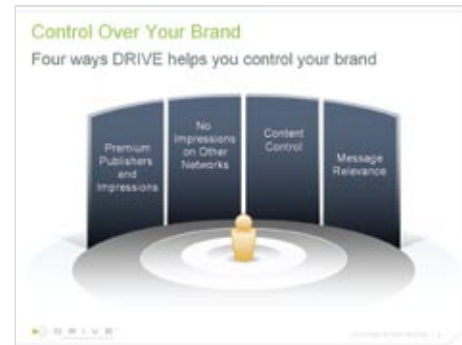 Control Over Your Brand
Four ways DRIVE helps you control your brand
Premium
Publishers
and
Impressions
No
Impressions
on Other
Networks
Content
Control
Message
Relevance
DRIVE